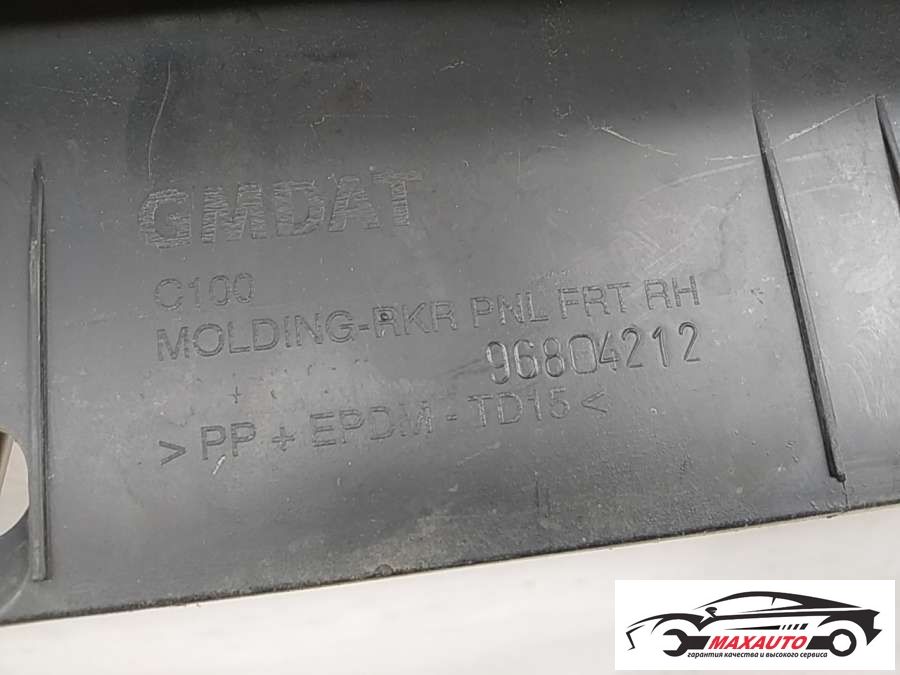 GMDAT
C100
MOLDING-RKR PNL FRT RH
96804212
> PP + EPDM - TD15 <
MAXAUTO
гарантия качества и высокого сервиса